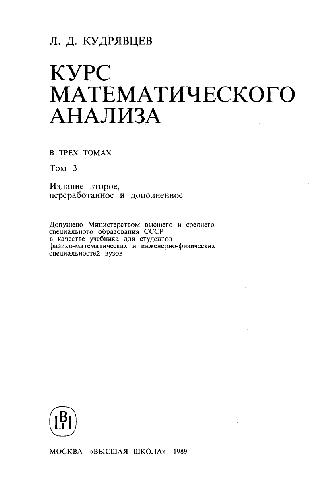 Л. Д. КУДРЯВЦЕВ
КУРС
МАТЕМАТИЧЕСКОГО
АНАЛИЗА
В ТРЕХ ТОМАХ
Том 3
Издание второе,
переработанное и дополненное
Допущено Министерством высшего и среднего
специального образования СССР
в качестве учебника для студентов
физико-математических и инженерно-физических
специальностей вузов
МОСКВА «ВЫСШАЯ ШКОЛА» 1989